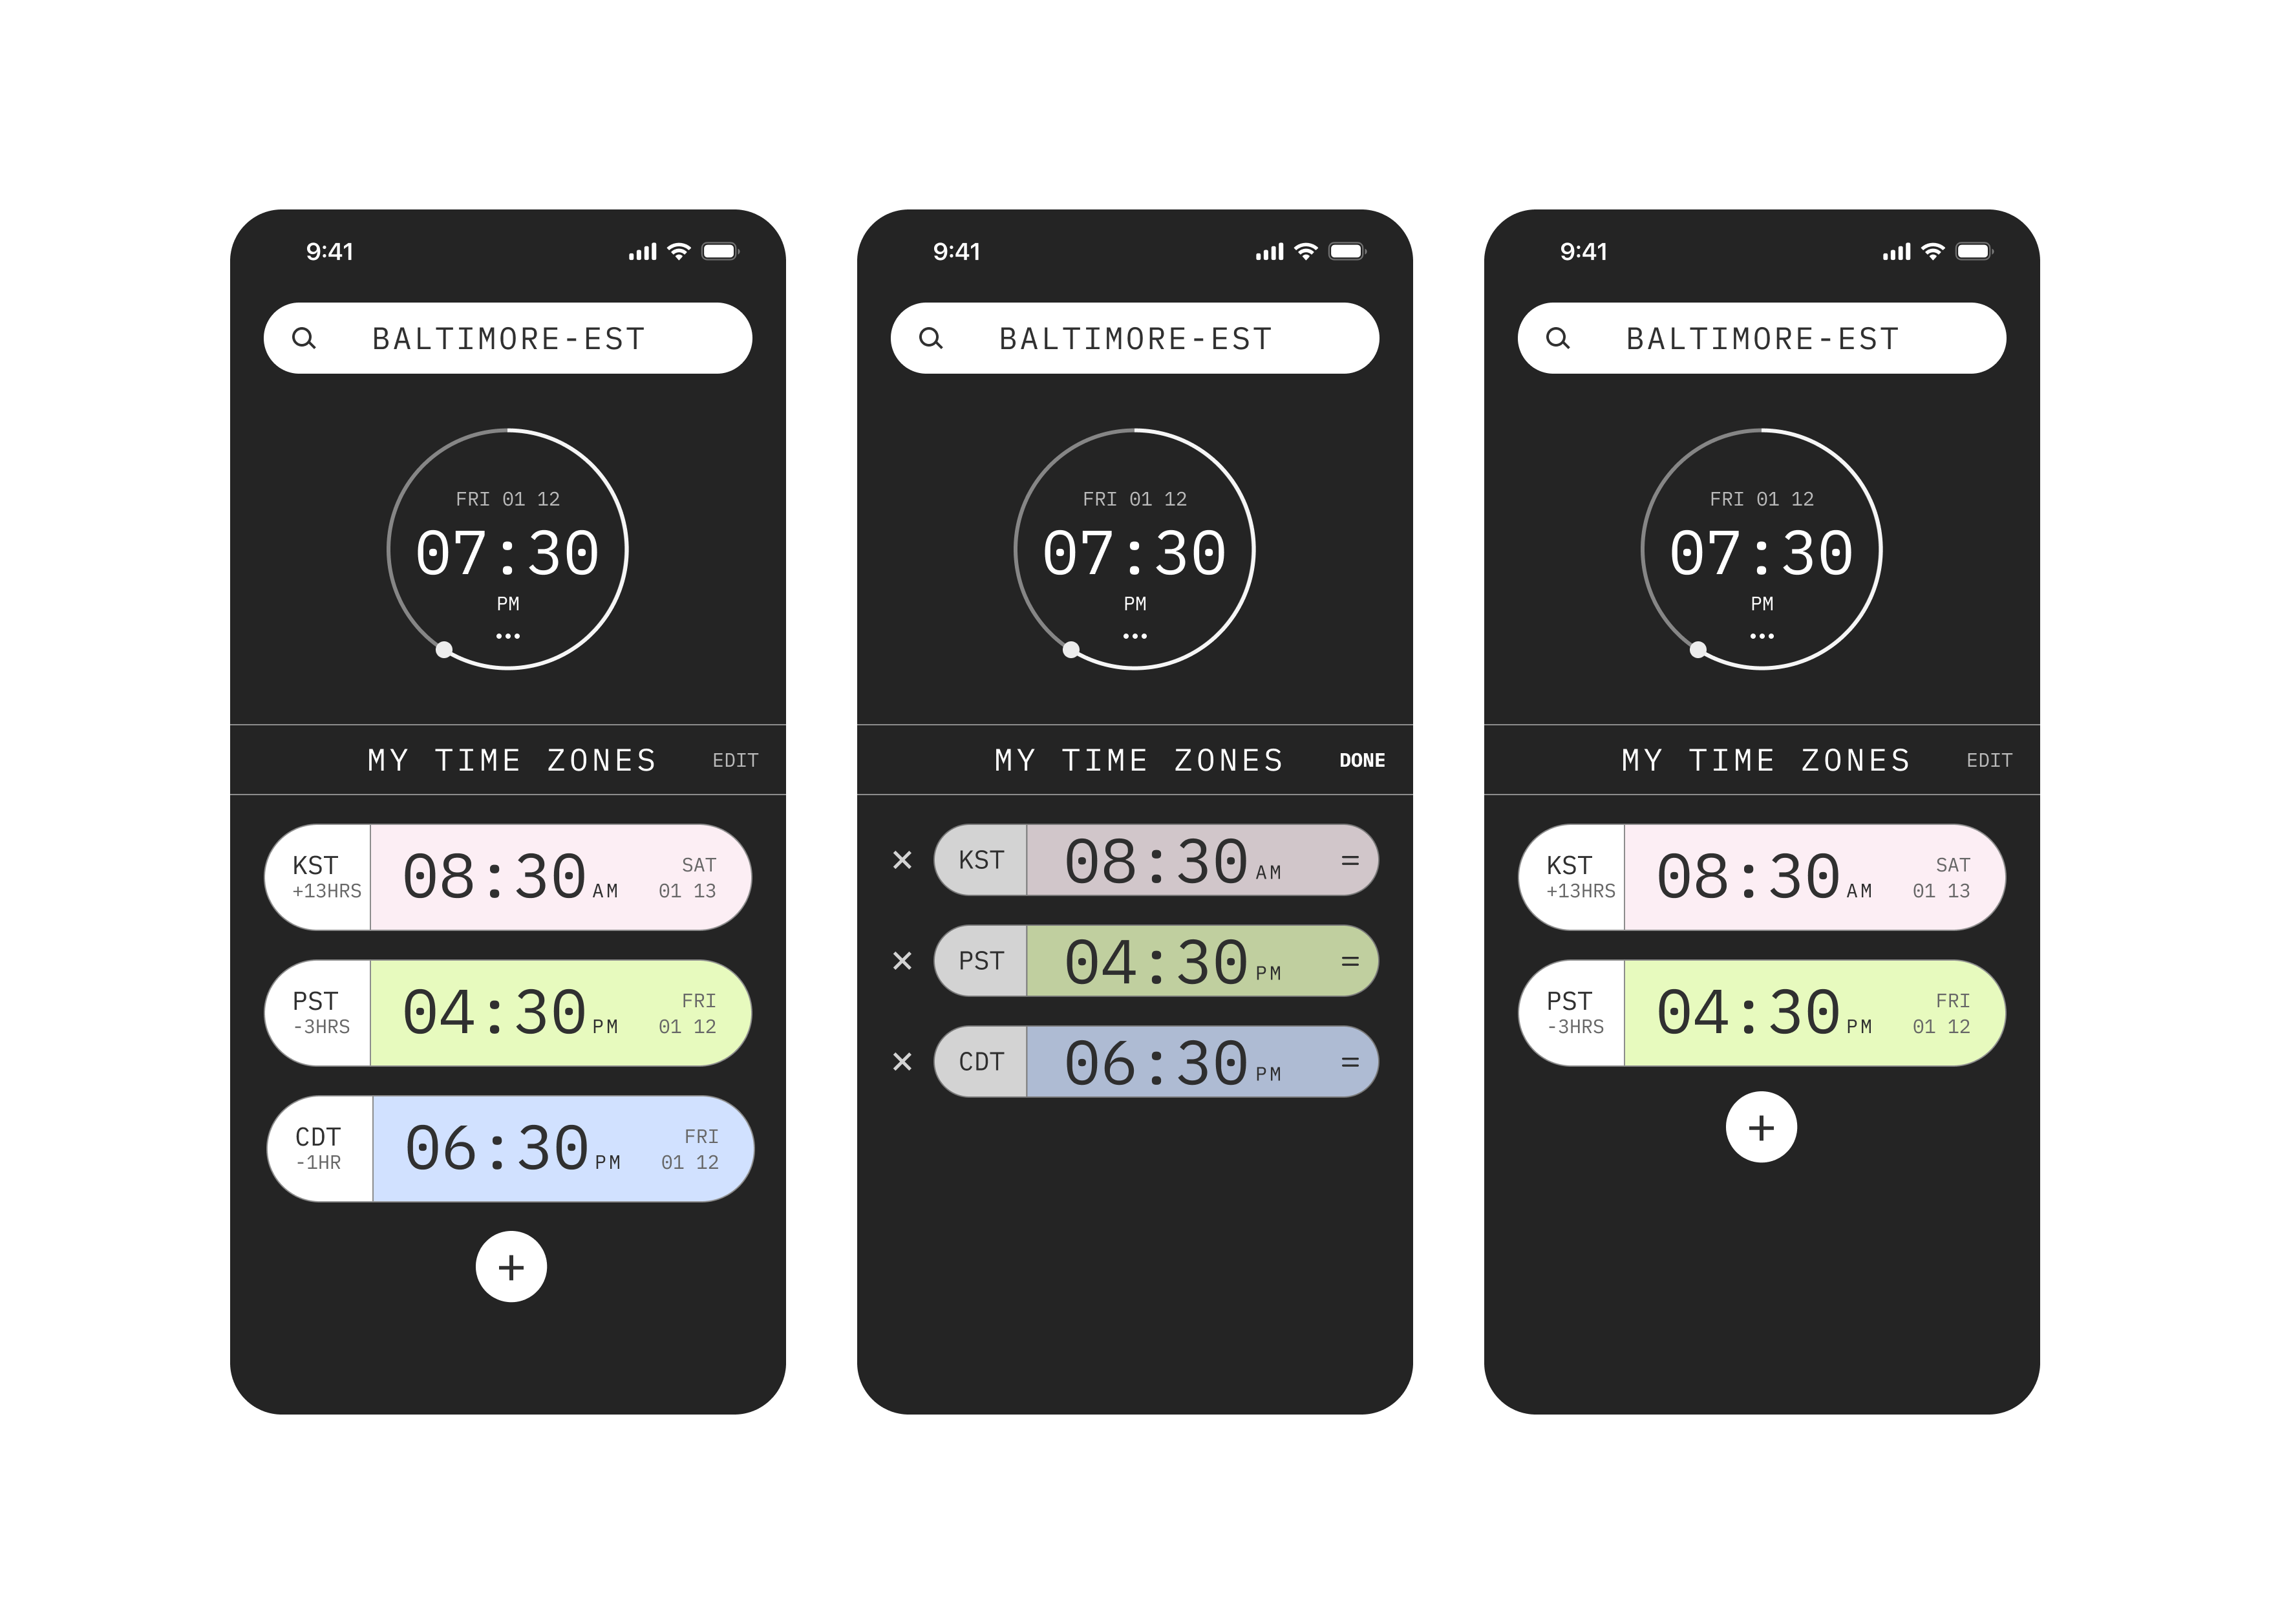 9:41
BALTIMORE-EST
FRI 01 12
07:30
PM
MY TIME ZONES EDIT
KST
+13HRS
08:30 AM
SAT
01 13
PST
-3HRS
04:30 PM
FRI
01 12
CDT
-1HR
06:30 PM
FRI
01 12
+
9:41
BALTIMORE-EST
FRI 01 12
07:30
PM
MY TIME ZONES DONE
× KST 08:30 AM =
× PST 04:30 PM =
× CDT 06:30 PM =
9:41
BALTIMORE-EST
FRI 01 12
07:30
PM
MY TIME ZONES EDIT
KST
+13HRS
08:30 AM
SAT
01 13
PST
-3HRS
04:30 PM
FRI
01 12
+